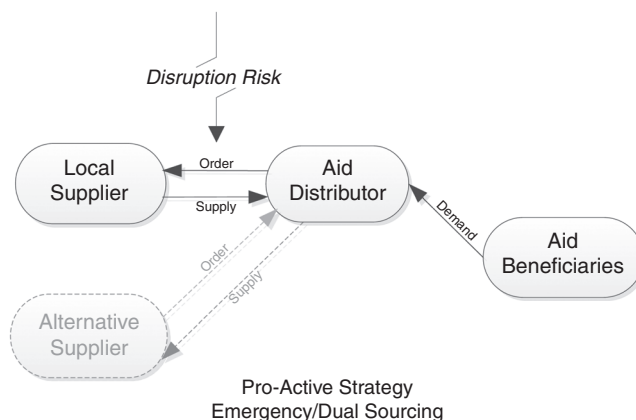 Disruption Risk
Local
Supplier
Order
Supply
Aid
Distributor
Demand
Aid
Beneficiaries
Order
Supply
Alternative
Supplier
Pro-Active Strategy
Emergency/Dual Sourcing